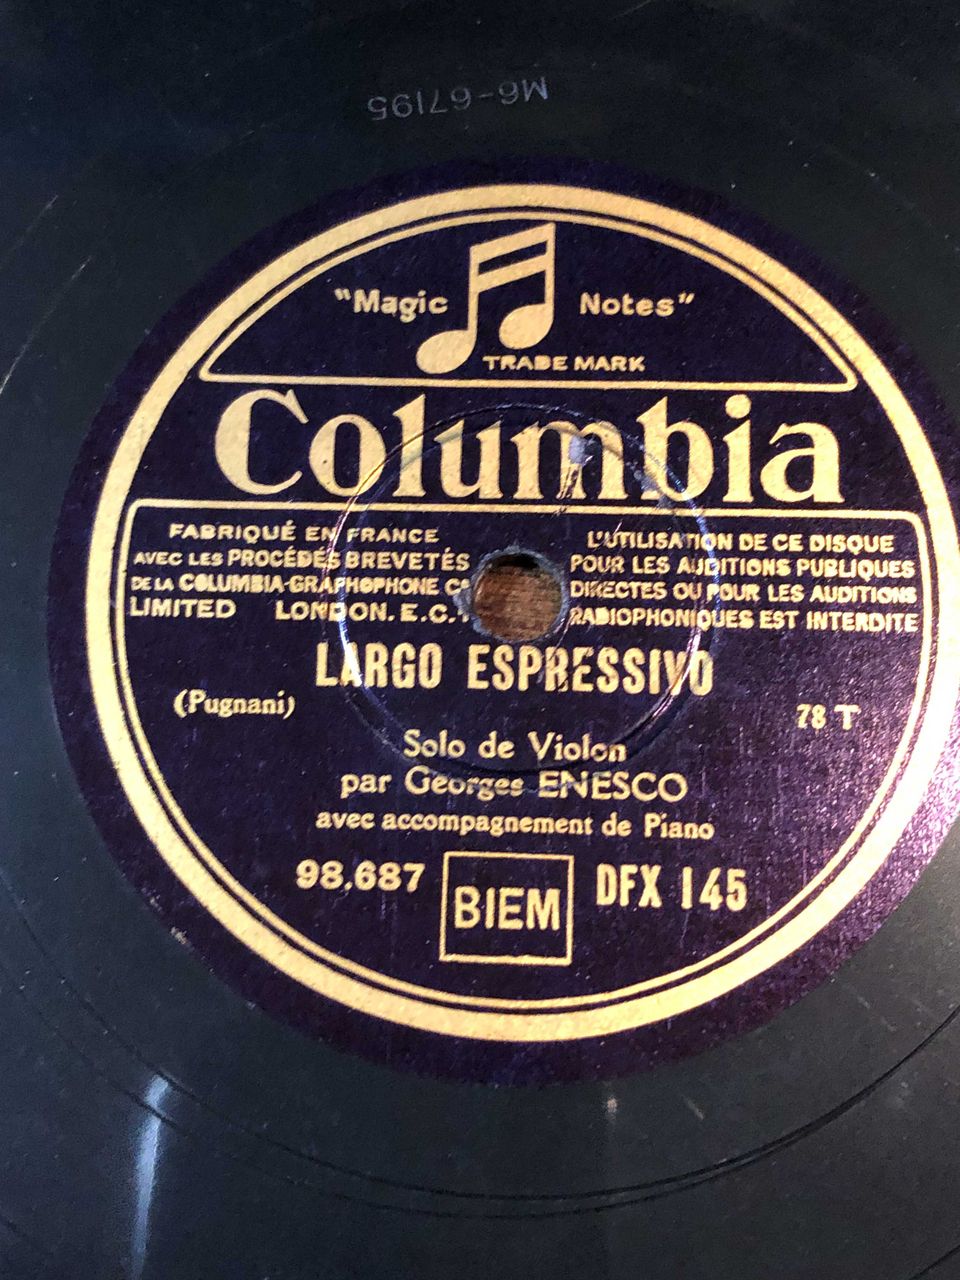 M6-67195
"Magic Notes"
TRADE MARK
Columbia
FABRIQUÉ EN FRANCE
AVEC LES PROCÉDÉS BREVETÉS
DE LA COLUMBIA-GRAPHOPHONE Cº
LIMITED LONDON. E.C.1
L'UTILISATION DE CE DISQUE
POUR LES AUDITIONS PUBLIQUES
DIRECTES OU POUR LES AUDITIONS
RADIOPHONIQUES EST INTERDITE
LARGO ESPRESSIVO
(Pugnani)
78 T
Solo de Violon
par Georges ENESCO
avec accompagnement de Piano
98.687
BIEM
DFX 145